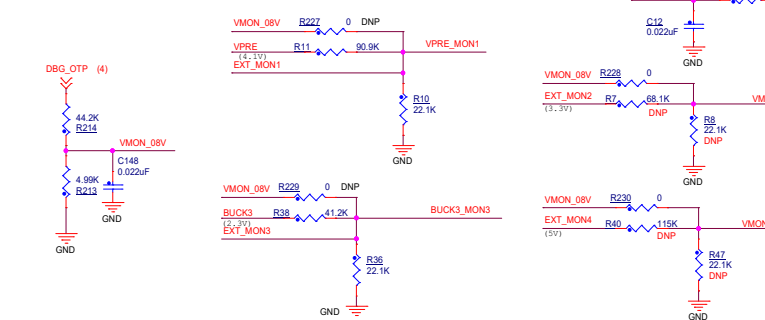 C12
0.022uF
GND
VMON_08V R227 0 DNP
VPRE R11 90.9K VPRE_MON1
(4.1V)
EXT_MON1
R10
22.1K
GND
DBG_OTP (4)
44.2K
R214
VMON_08V
C148
0.022uF
4.99K
R213
GND
GND
VMON_08V R228 0
EXT_MON2 R7 68.1K VM
(3.3V) DNP
R8
22.1K
DNP
GND
VMON_08V R229 0 DNP
BUCK3 R38 41.2K BUCK3_MON3
(2.3V)
EXT_MON3
R36
22.1K
GND
VMON_08V R230 0
EXT_MON4 R40 115K VMON
(5V) DNP
R47
22.1K
DNP
GND